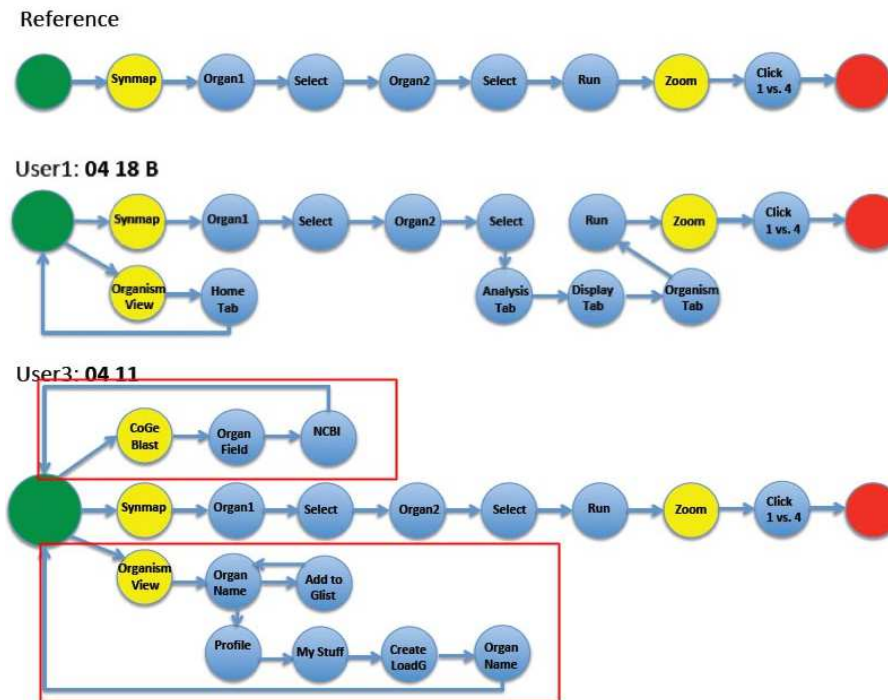 Reference
Synmap
Organ1
Select
Organ2
Select
Run
Zoom
Click
1 vs. 4
User1: 04 18 B
Synmap
Organ1
Select
Organ2
Select
Run
Zoom
Click
1 vs. 4
Organism
View
Home
Tab
Analysis
Tab
Display
Tab
Organism
Tab
User3: 04 11
CoGe
Blast
Organ
Field
NCBI
Synmap
Organ1
Select
Organ2
Select
Run
Zoom
Click
1 vs. 4
Organism
View
Organ
Name
Add to
Glist
Profile
My Stuff
Create
LoadG
Organ
Name